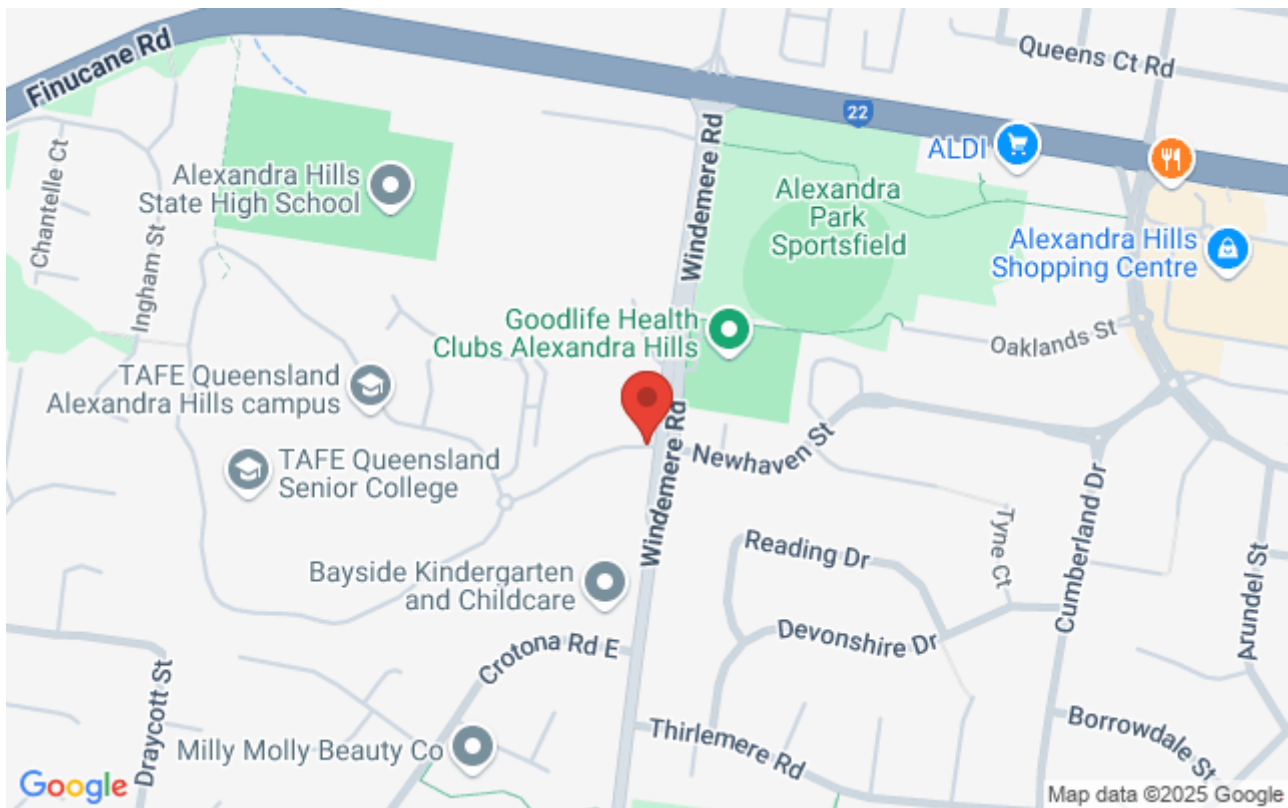 Finucane Rd
Queens Ct Rd
22
Windemere Rd
ALDI
Chantelle Ct
Alexandra Hills
State High School
Alexandra
Park
Sportsfield
Alexandra Hills
Shopping Centre
Ingham St
Goodlife Health
Clubs Alexandra Hills
Oaklands St
TAFE Queensland
Alexandra Hills campus
Windemere Rd
Newhaven St
TAFE Queensland
Senior College
Tyne Ct
Cumberland Dr
Reading Dr
Bayside Kindergarten
and Childcare
Arundel St
Devonshire Dr
Crotona Rd E
Draycott St
Milly Molly Beauty Co
Thirlemere Rd
Borrowdale St
Google
Map data ©2025 Google